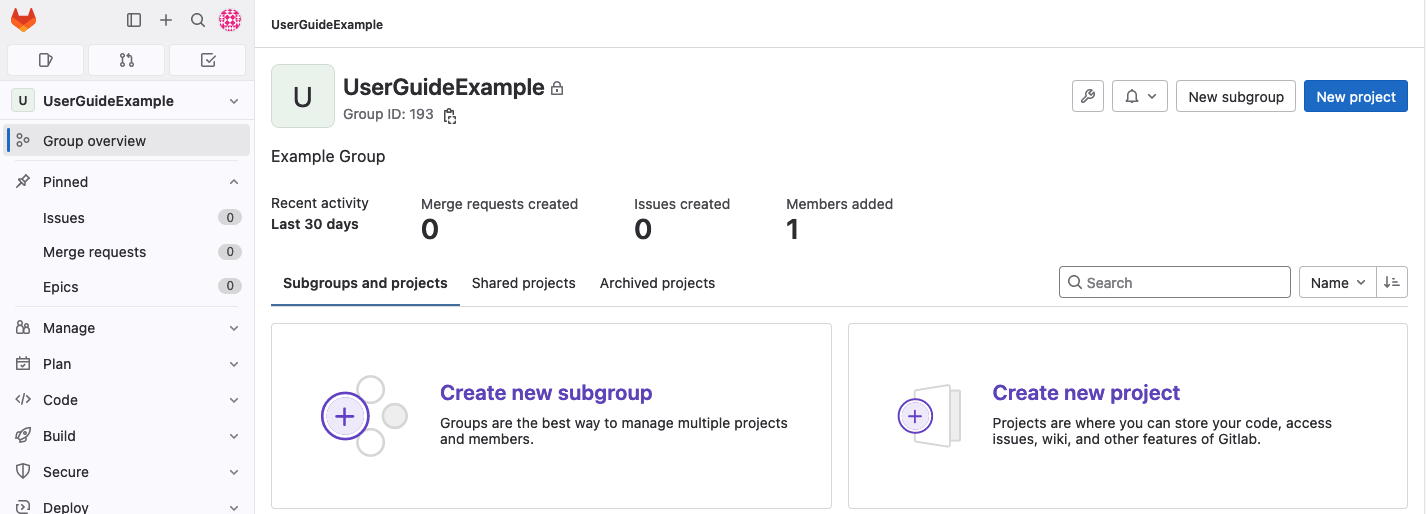 UserGuideExample
U UserGuideExample
Group overview
Pinned
Issues 0
Merge requests 0
Epics 0
Manage
Plan
Code
Build
Secure
Deploy
U
UserGuideExample
Group ID: 193
New subgroup
New project
Example Group
Recent activity
Last 30 days
Merge requests created
0
Issues created
0
Members added
1
Subgroups and projects
Shared projects
Archived projects
Search
Name
Create new subgroup
Groups are the best way to manage multiple projects
and members.
Create new project
Projects are where you can store your code, access
issues, wiki, and other features of Gitlab.